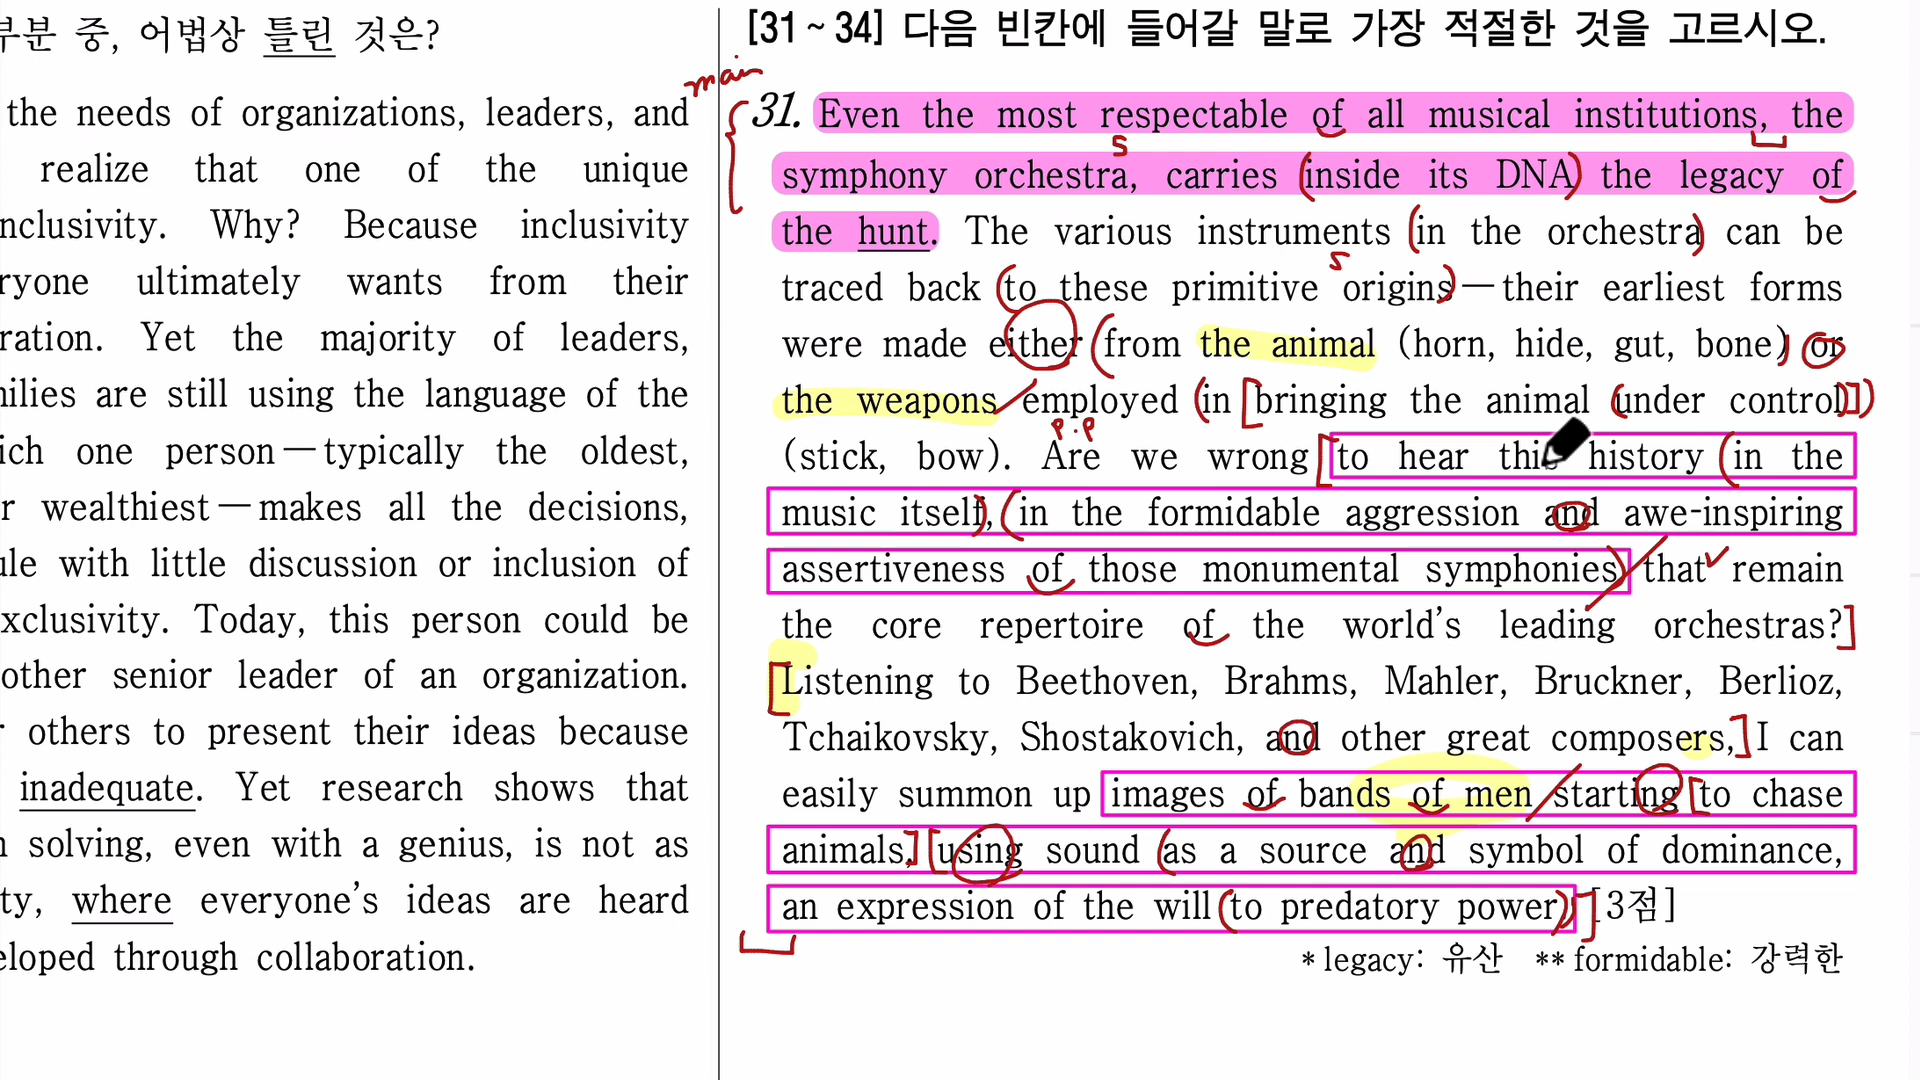 부분 중, 어법상 틀린 것은?
the needs of organizations, leaders, and
realize that one of the unique
nclusivity. Why? Because inclusivity
ryone ultimately wants from their
ration. Yet the majority of leaders,
nilies are still using the language of the
ich one person—typically the oldest,
r wealthiest—makes all the decisions,
ule with little discussion or inclusion of
xclusivity. Today, this person could be
other senior leader of an organization.
r others to present their ideas because
inadequate. Yet research shows that
n solving, even with a genius, is not as
ty, where everyone's ideas are heard
eloped through collaboration.
[31~34] 다음 빈칸에 들어갈 말로 가장 적절한 것을 고르시오.
main
31. Even the most respectable of all musical institutions, the
s
symphony orchestra, carries inside its DNA the legacy of
the hunt. The various instruments in the orchestra can be
s
traced back to these primitive origins—their earliest forms
were made either from the animal (horn, hide, gut, bone) or
the weapons employed in bringing the animal under control
p.p
(stick, bow). Are we wrong to hear this history in the
music itself, in the formidable aggression and awe-inspiring
assertiveness of those monumental symphonies that remain
the core repertoire of the world's leading orchestras?
Listening to Beethoven, Brahms, Mahler, Bruckner, Berlioz,
Tchaikovsky, Shostakovich, and other great composers, I can
easily summon up images of bands of men starting to chase
animals, using sound as a source and symbol of dominance,
an expression of the will to predatory power. [3점]
* legacy: 유산 ** formidable: 강력한